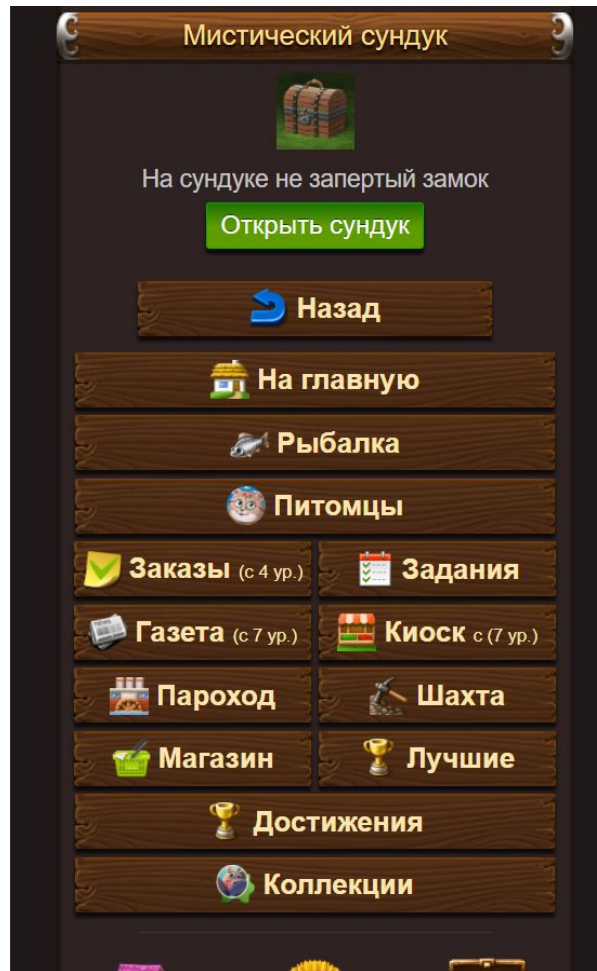 Мистический сундук
На сундуке не запертый замок
Открыть сундук
Назад
На главную
Рыбалка
Питомцы
Заказы (с 4 ур.) Задания
Газета (с 7 ур.) Киоск с (7 ур.)
Пароход Шахта
Магазин Лучшие
Достижения
Коллекции